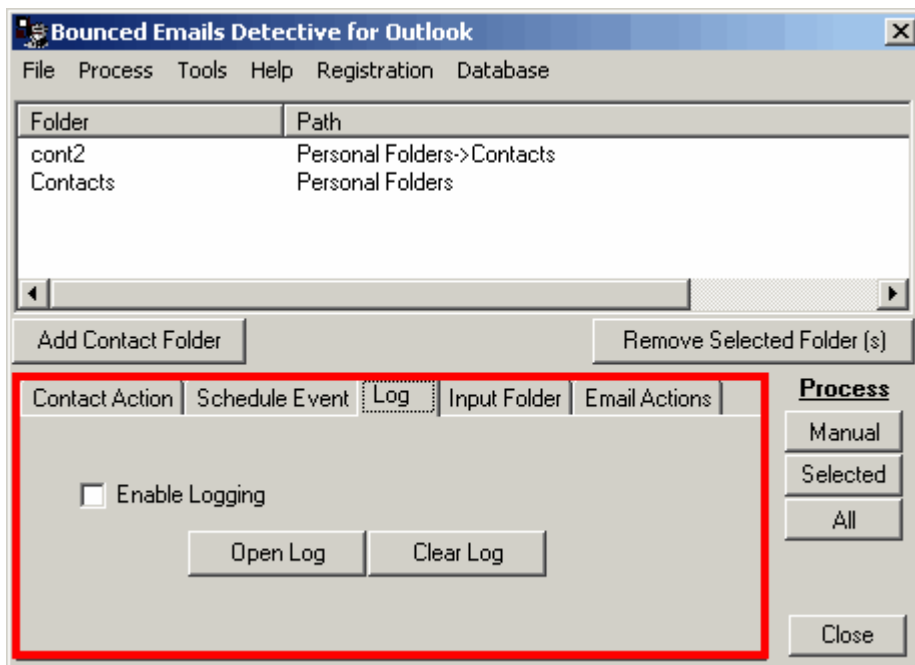 Bounced Emails Detective for Outlook
File Process Tools Help Registration Database
Folder Path
cont2 Personal Folders->Contacts
Contacts Personal Folders
Add Contact Folder Remove Selected Folder (s)
Contact Action Schedule Event Log Input Folder Email Actions
Process
Manual
Selected
All
Enable Logging
Open Log Clear Log
Close